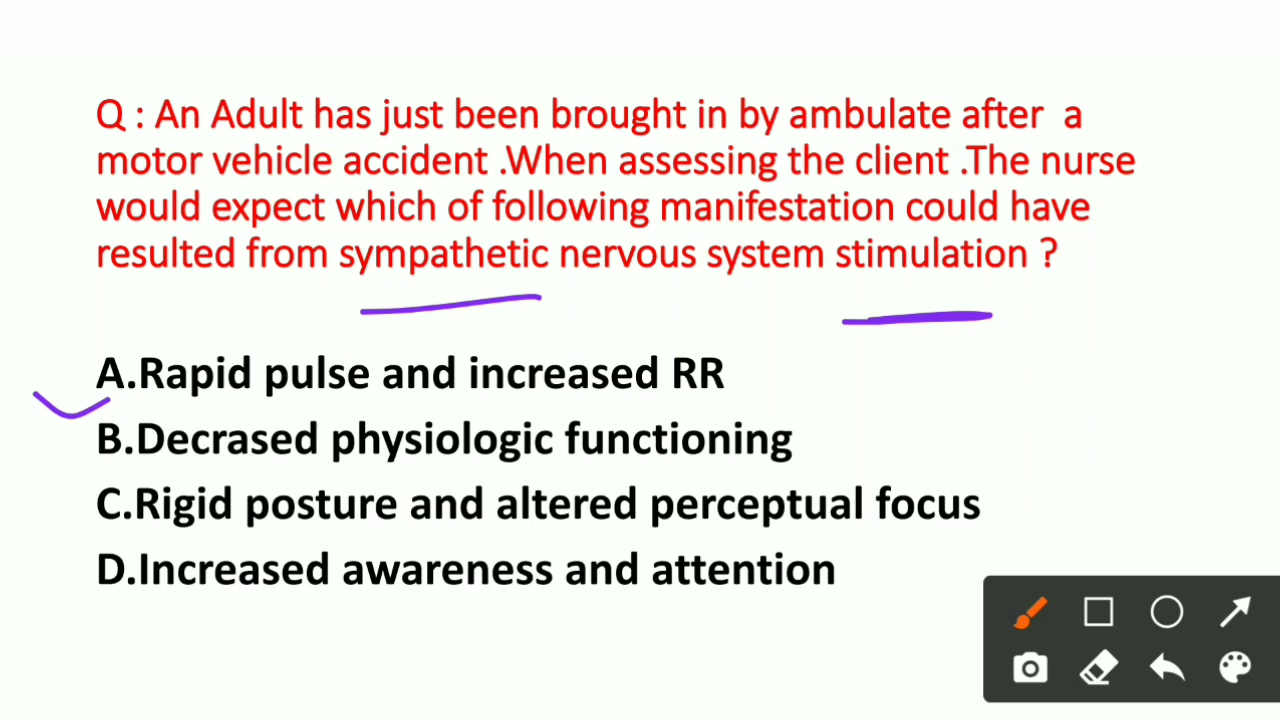 Q : An Adult has just been brought in by ambulate after a
motor vehicle accident .When assessing the client .The nurse
would expect which of following manifestation could have
resulted from sympathetic nervous system stimulation ?
A.Rapid pulse and increased RR
B.Decrased physiologic functioning
C.Rigid posture and altered perceptual focus
D.Increased awareness and attention